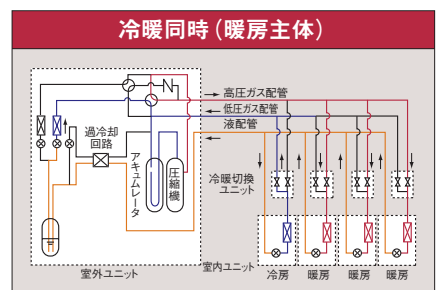 冷暖同時（暖房主体）
高圧ガス配管
低圧ガス配管
液配管
過冷却
回路
アキュムレータ
圧縮機
冷暖切換
ユニット
室外ユニット
室内ユニット
冷房
暖房
暖房
暖房